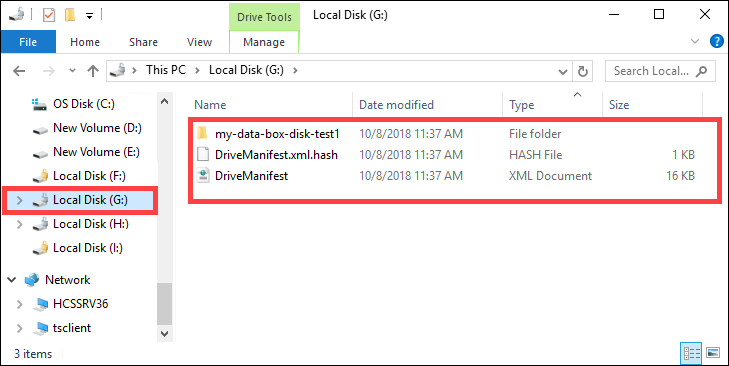 Drive Tools
Local Disk (G:)
File
Home
Share
View
Manage
This PC > Local Disk (G:) >
Search Local...
OS Disk (C:)
New Volume (D:)
New Volume (E:)
Local Disk (F:)
Local Disk (G:)
Local Disk (H:)
Local Disk (I:)
Network
HCSSRV36
tsclient
Name Date modified Type Size
my-data-box-disk-test1 10/8/2018 11:37 AM File folder
DriveManifest.xml.hash 10/8/2018 11:37 AM HASH File 1 KB
DriveManifest 10/8/2018 11:37 AM XML Document 16 KB
3 items